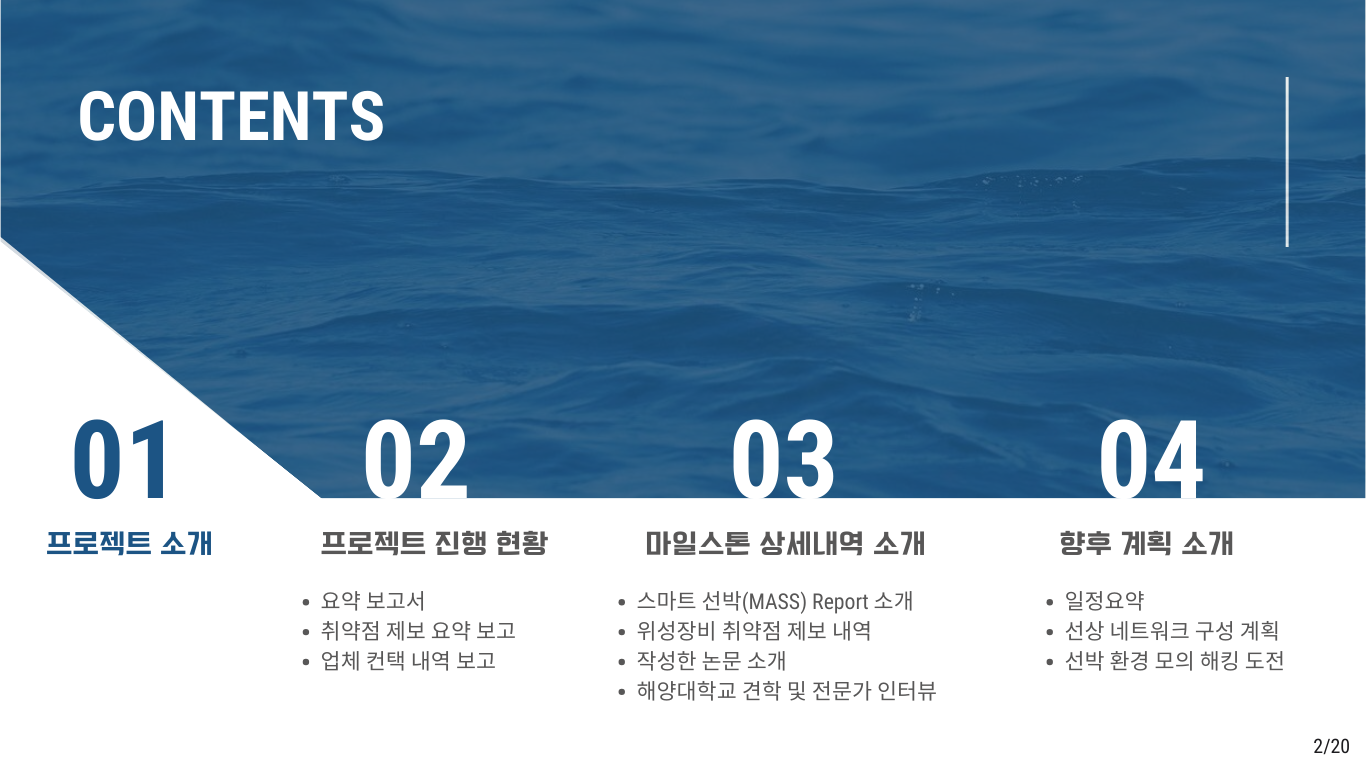 CONTENTS
01
프로젝트 소개
02
프로젝트 진행 현황
• 요약 보고서
• 취약점 제보 요약 보고
• 업체 컨택 내역 보고
03
마일스톤 상세내역 소개
• 스마트 선박(MASS) Report 소개
• 위성장비 취약점 제보 내역
• 작성한 논문 소개
• 해양대학교 견학 및 전문가 인터뷰
04
향후 계획 소개
• 일정요약
• 선상 네트워크 구성 계획
• 선박 환경 모의 해킹 도전
2/20